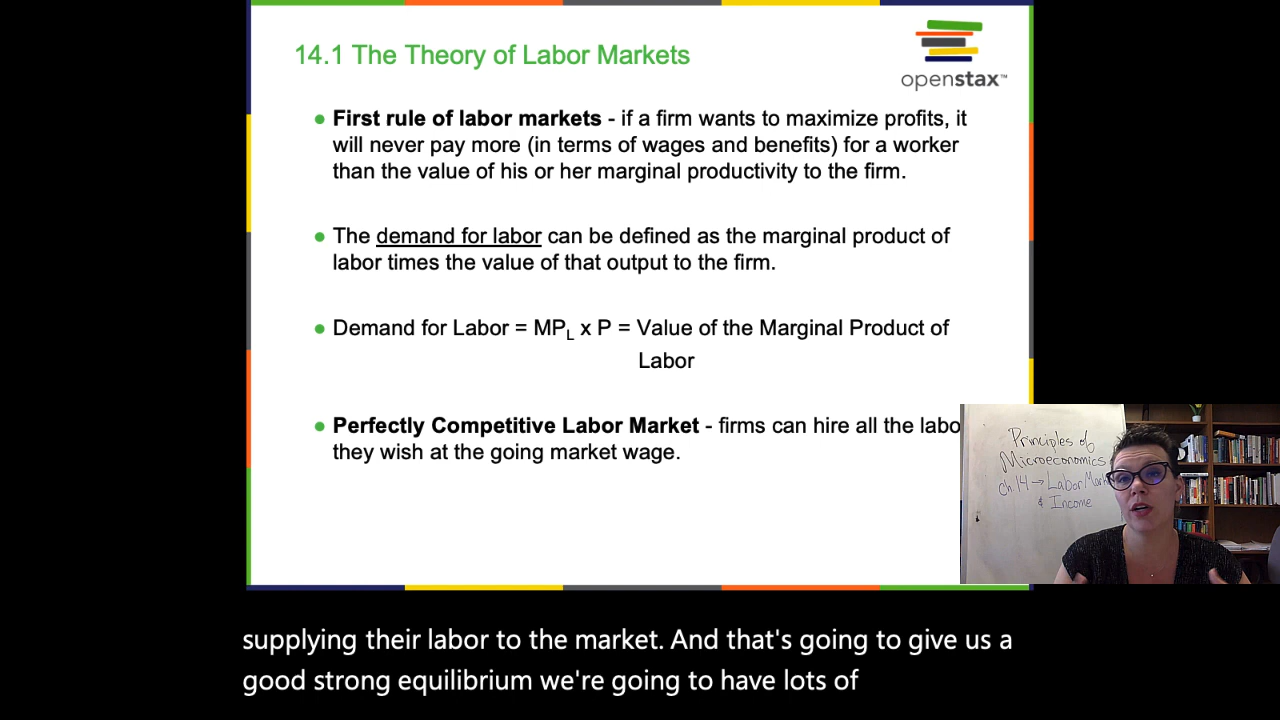 14.1 The Theory of Labor Markets
openstax™
● First rule of labor markets - if a firm wants to maximize profits, it
will never pay more (in terms of wages and benefits) for a worker
than the value of his or her marginal productivity to the firm.
● The demand for labor can be defined as the marginal product of
labor times the value of that output to the firm.
● Demand for Labor = MPL x P = Value of the Marginal Product of
Labor
● Perfectly Competitive Labor Market - firms can hire all the labo
they wish at the going market wage.
Principles of
Microeconomics
Ch.14 → Labor Mark
& Income
supplying their labor to the market. And that's going to give us a
good strong equilibrium we're going to have lots of